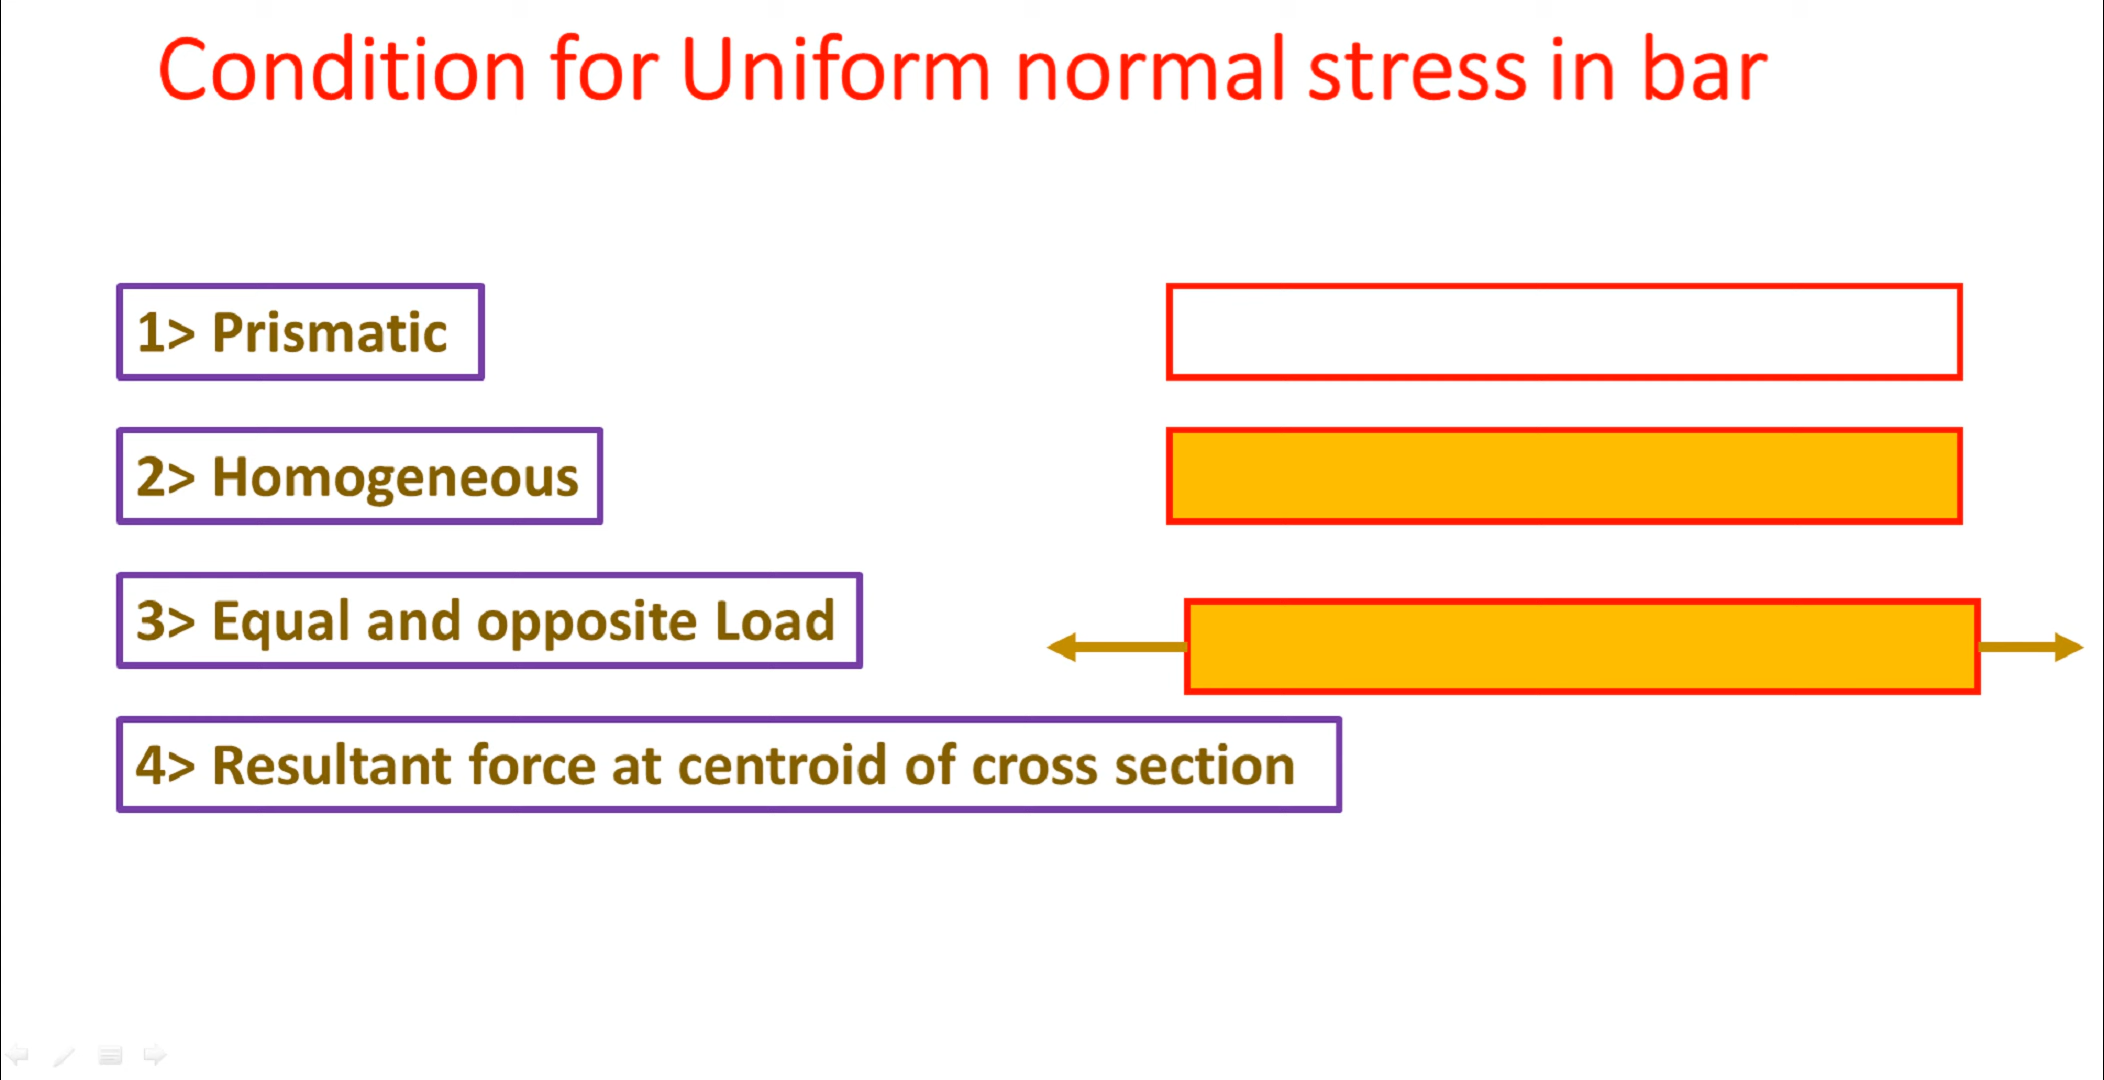 Condition for Uniform normal stress in bar
1> Prismatic
2> Homogeneous
3> Equal and opposite Load
4> Resultant force at centroid of cross section